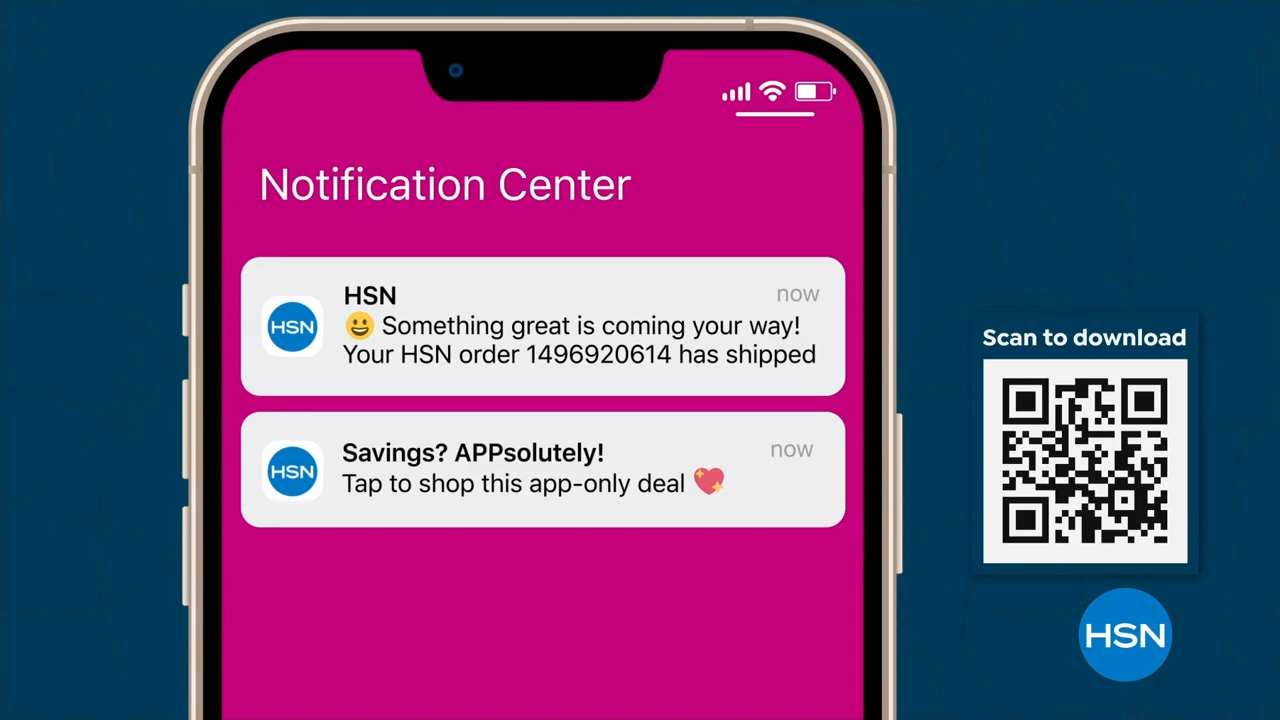 Notification Center
HSN
now
😀 Something great is coming your way!
Your HSN order 1496920614 has shipped
HSN
Savings? APPsolutely!
now
Tap to shop this app-only deal 💖
HSN
Scan to download
HSN